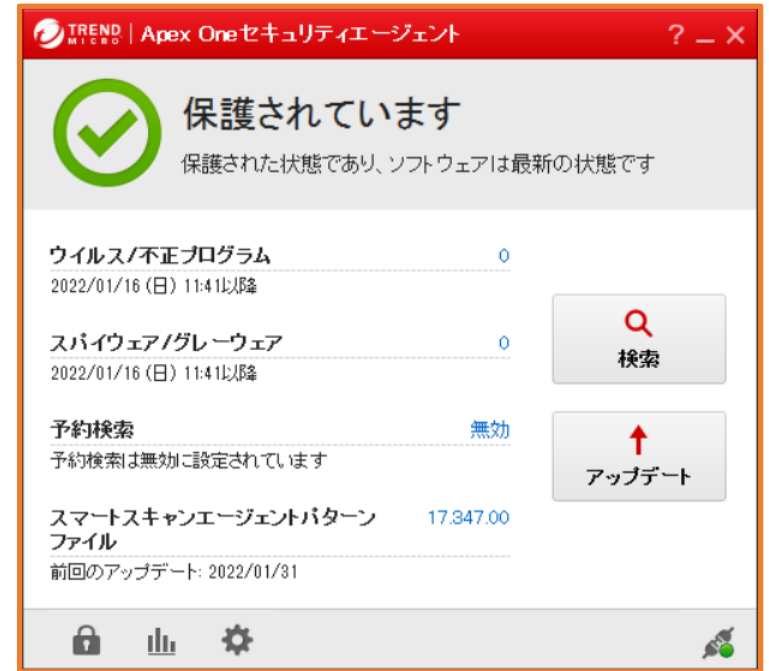 TREND MICRO | Apex Oneセキュリティエージェント ? _ ×
保護されています
保護された状態であり、ソフトウェアは最新の状態です
ウイルス/不正プログラム 0
2022/01/16 (日) 11:41以降
スパイウェア/グレーウェア 0
2022/01/16 (日) 11:41以降
検索
予約検索 無効
予約検索は無効に設定されています
アップデート
スマートスキャンエージェントパターン 17.347.00
ファイル
前回のアップデート: 2022/01/31